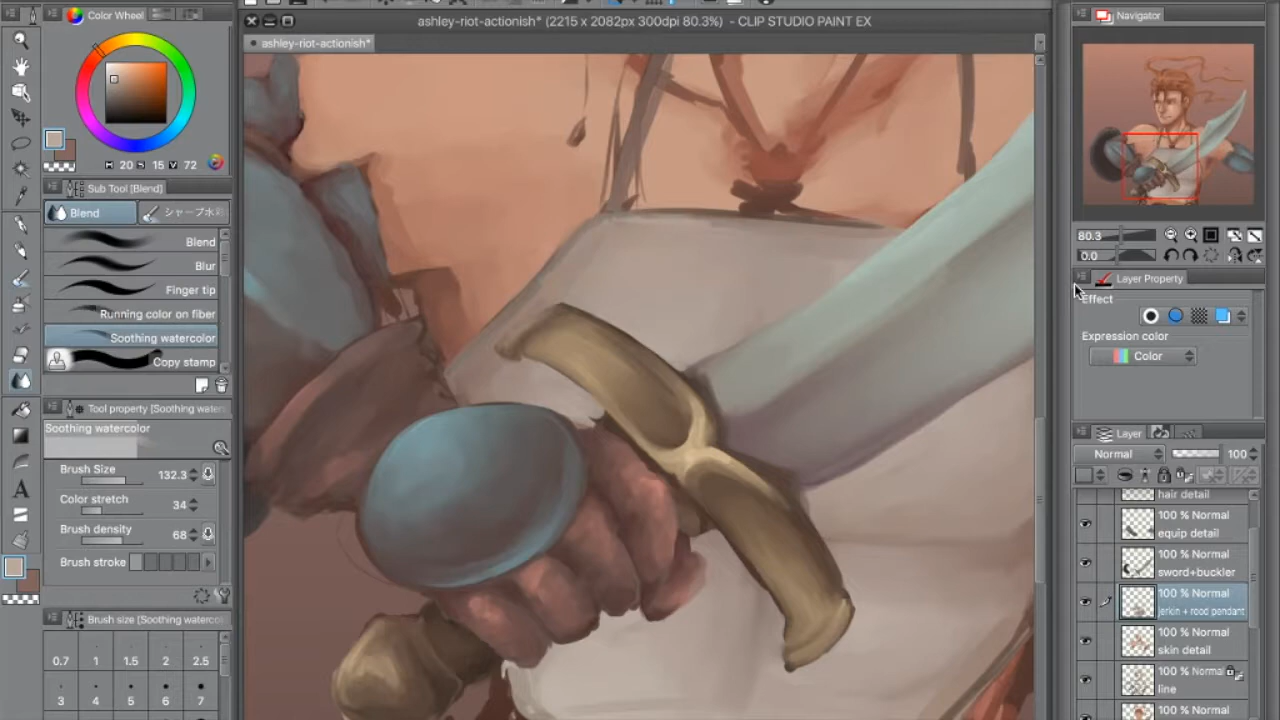 Color Wheel
ashley-riot-actionish* (2215 x 2082px 300dpi 80.3%) - CLIP STUDIO PAINT EX
Navigator
ashley-riot-actionish*
H 20 S 15 V 72
Sub Tool [Blend]
Blend
シャープ水彩
Blend
Blur
Finger tip
Running color on fiber
Soothing watercolor
Copy stamp
Tool property [Soothing water
Soothing watercolor
Brush Size 132.3
Color stretch 34
Brush density 68
Brush stroke
Brush size [Soothing waterco
0.7 1 1.5 2 2.5
3 4 5 6 7
80.3
0.0
Layer Property
Effect
Expression color
Color
Layer
Normal 100
hair detail
100 % Normal
equip detail
100 % Normal
sword+buckler
100 % Normal
jerkin + rood pendant
100 % Normal
skin detail
100 % Normal
line
100 % Normal
A